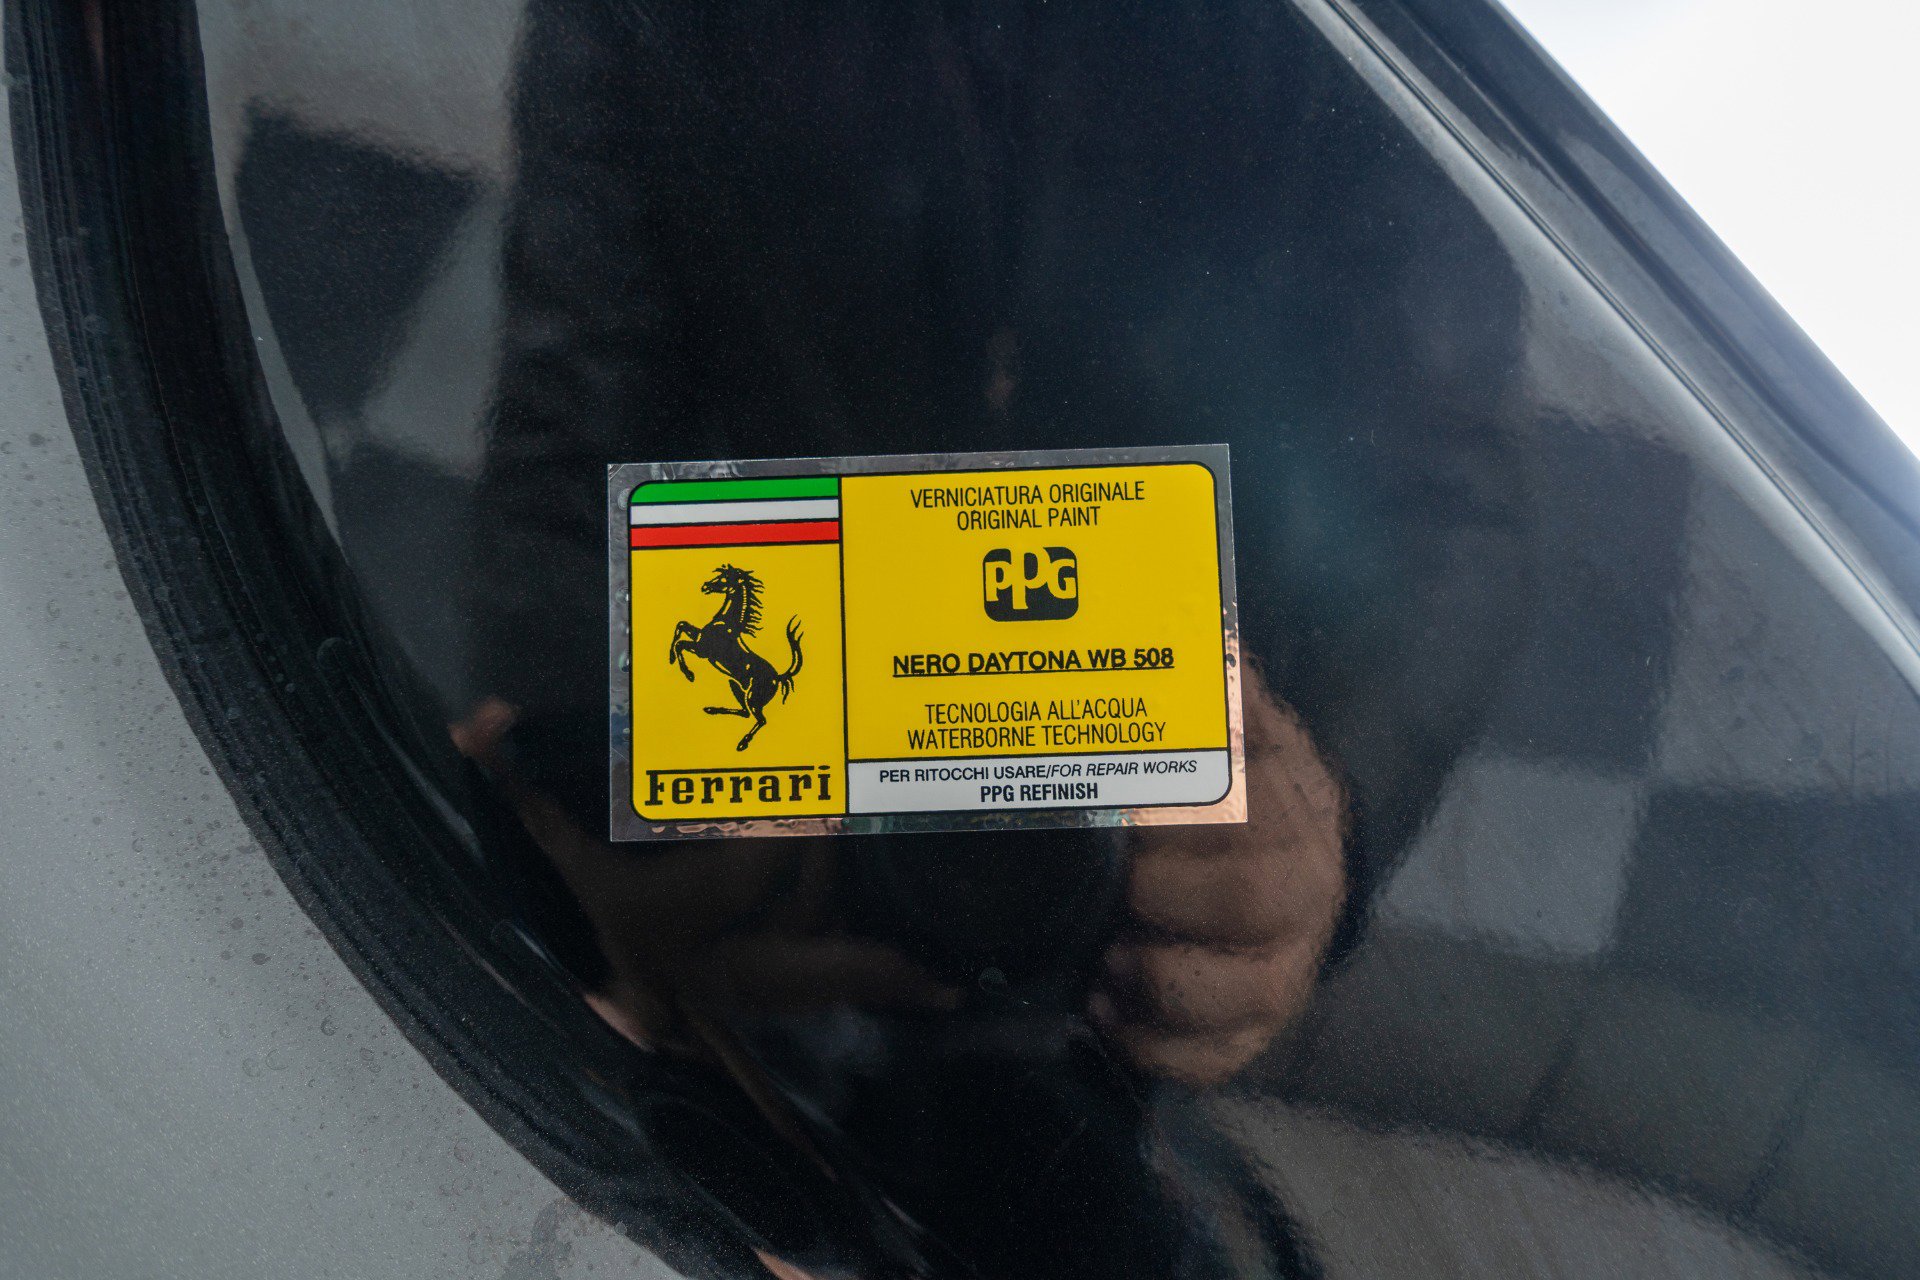 Ferrari
VERNICIATURA ORIGINALE
ORIGINAL PAINT
PPG
NERO DAYTONA WB 508
TECNOLOGIA ALL'ACQUA
WATERBORNE TECHNOLOGY
PER RITOCCHI USARE/FOR REPAIR WORKS
PPG REFINISH